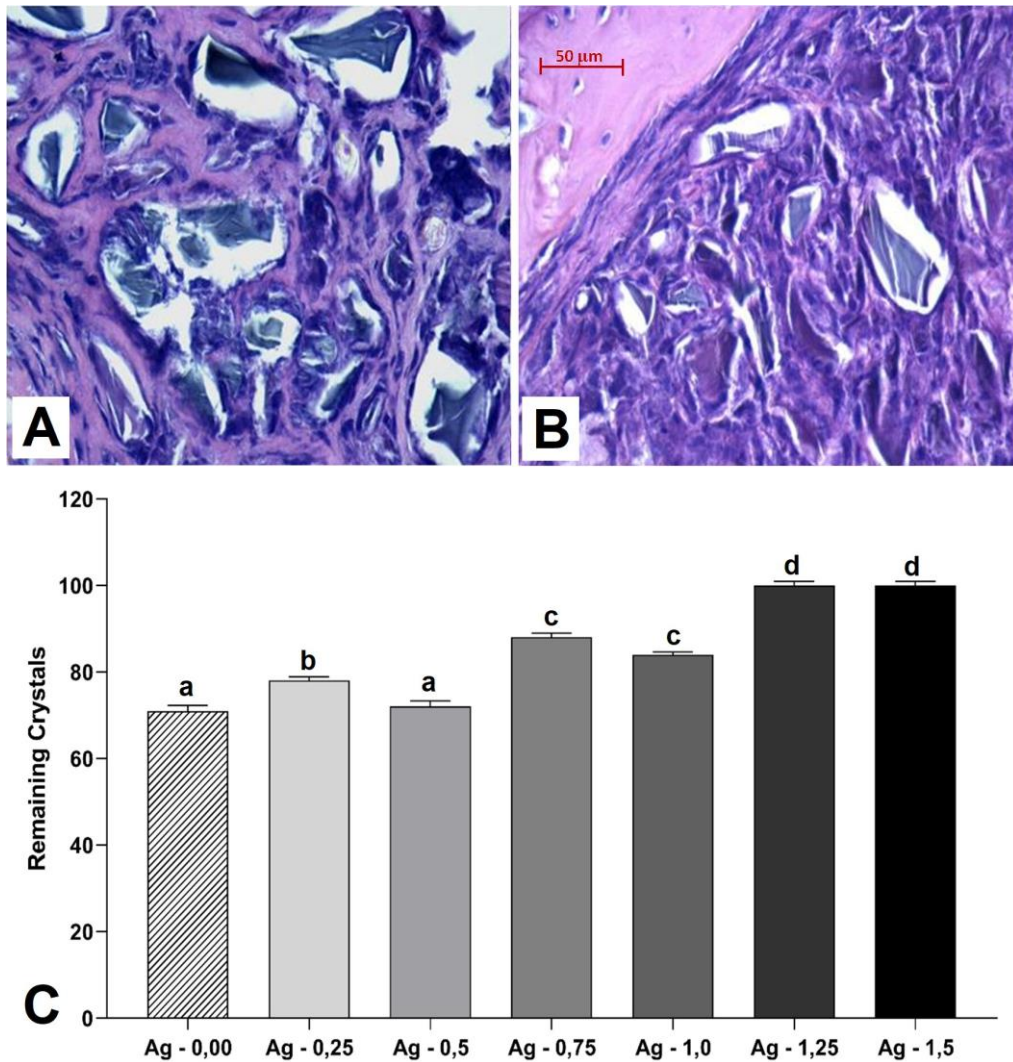 50 µm
A
B
120
100
80
60
40
20
0
Remaining Crystals
a
b
a
c
c
d
d
C
Ag - 0,00
Ag - 0,25
Ag - 0,5
Ag - 0,75
Ag - 1,0
Ag - 1,25
Ag - 1,5